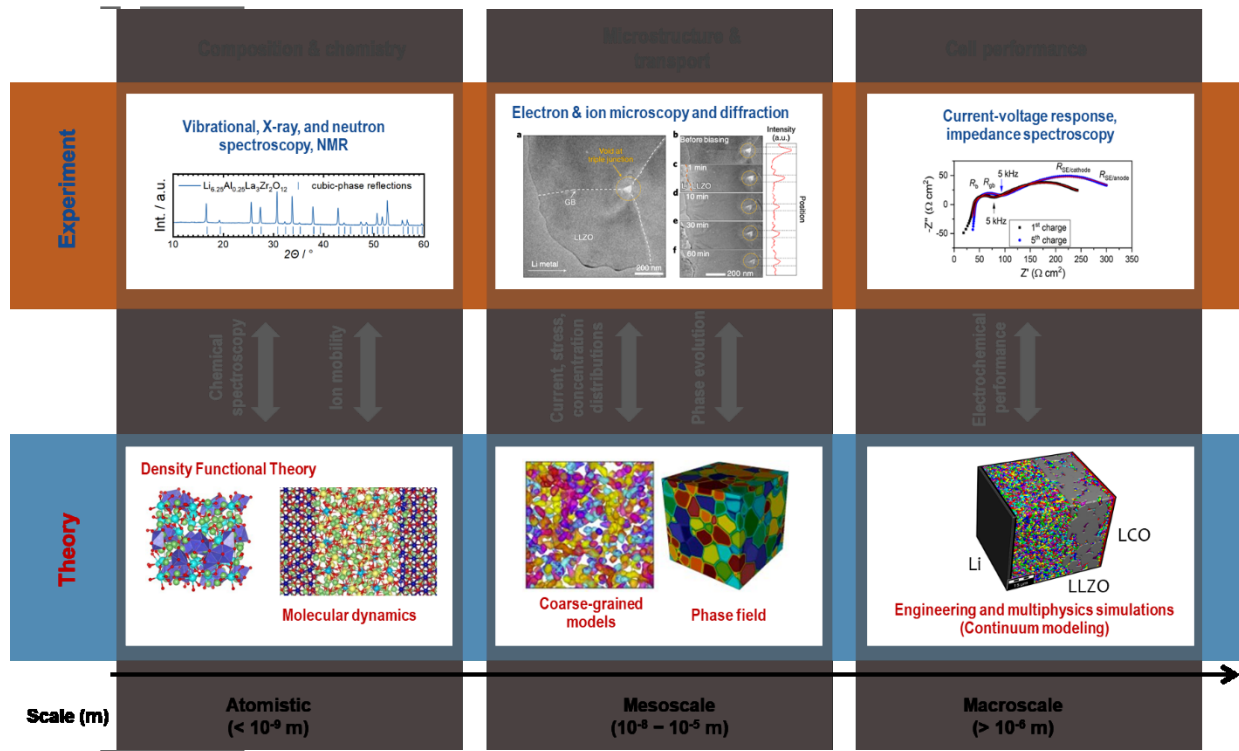 Composition & chemistry
Microstructure &
transport
Cell performance
Experiment
Vibrational, X-ray, and neutron
spectroscopy, NMR
Int. / a.u.
Li6.25Al0.25La3Zr2O12
cubic-phase reflections
10 20 30 40 50 60
2Θ / °
Electron & ion microscopy and diffraction
a
Void at
triple junction
GB
LLZO
Li metal
200 nm
b
Before biasing
c
1 min
Li LLZO
d
10 min
e
30 min
f
60 min
200 nm
Intensity
(a.u.)
Position
Current-voltage response,
impedance spectroscopy
-Z'' (Ω cm²)
50
0
-50
Rb
Rgb
5 kHz
RSE/cathode
RSE/anode
5 kHz
1st charge
5th charge
0 50 100 150 200 250 300 350
Z' (Ω cm²)
Chemical
spectroscopy
Ion mobility
Current, stress,
concentration
distributions
Phase evolution
Electrochemical
performance
Theory
Density Functional Theory
Molecular dynamics
Coarse-grained
models
Phase field
Li
LLZO
LCO
Engineering and multiphysics simulations
(Continuum modeling)
Scale (m)
Atomistic
(< 10⁻⁹ m)
Mesoscale
(10⁻⁸ – 10⁻⁵ m)
Macroscale
(> 10⁻⁶ m)